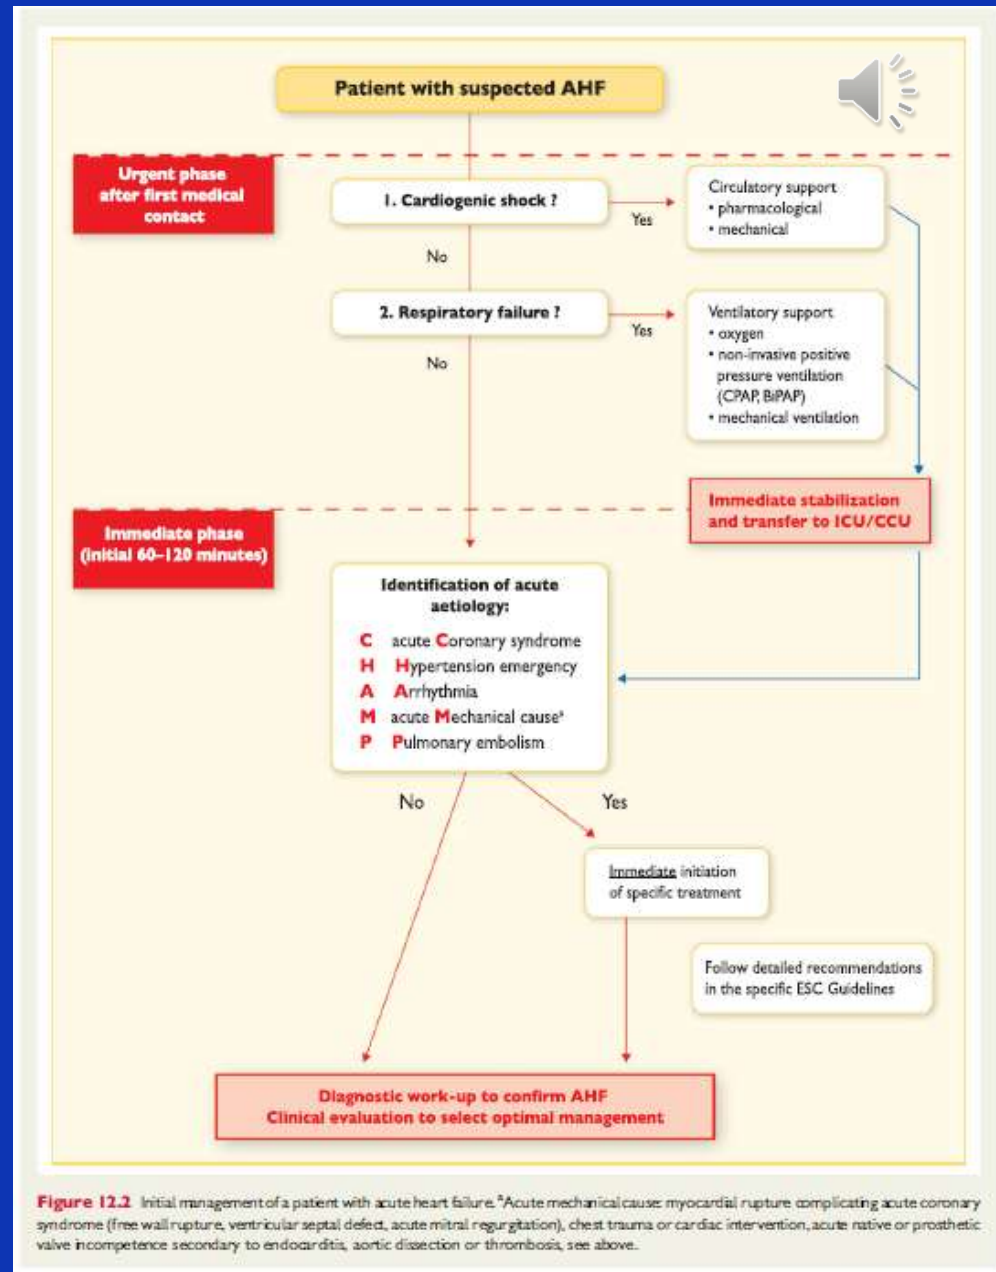 Patient with suspected AHF
Urgent phase
after first medical
contact
1. Cardiogenic shock ?
Yes
No
Circulatory support
• pharmacological
• mechanical
2. Respiratory failure ?
Yes
No
Ventilatory support
• oxygen
• non-invasive positive
pressure ventilation
(CPAP, BiPAP)
• mechanical ventilation
Immediate stabilization
and transfer to ICU/CCU
Immediate phase
(initial 60–120 minutes)
Identification of acute
aetiology:
C acute Coronary syndrome
H Hypertension emergency
A Arrhythmia
M acute Mechanical causeᵃ
P Pulmonary embolism
No
Yes
Immediate initiation
of specific treatment
Follow detailed recommendations
in the specific ESC Guidelines
Diagnostic work-up to confirm AHF
Clinical evaluation to select optimal management
Figure 12.2 Initial management of a patient with acute heart failure. ᵃAcute mechanical cause: myocardial rupture complicating acute coronary
syndrome (free wall rupture, ventricular septal defect, acute mitral regurgitation), chest trauma or cardiac intervention, acute native or prosthetic
valve incompetence secondary to endocarditis, aortic dissection or thrombosis, see above.